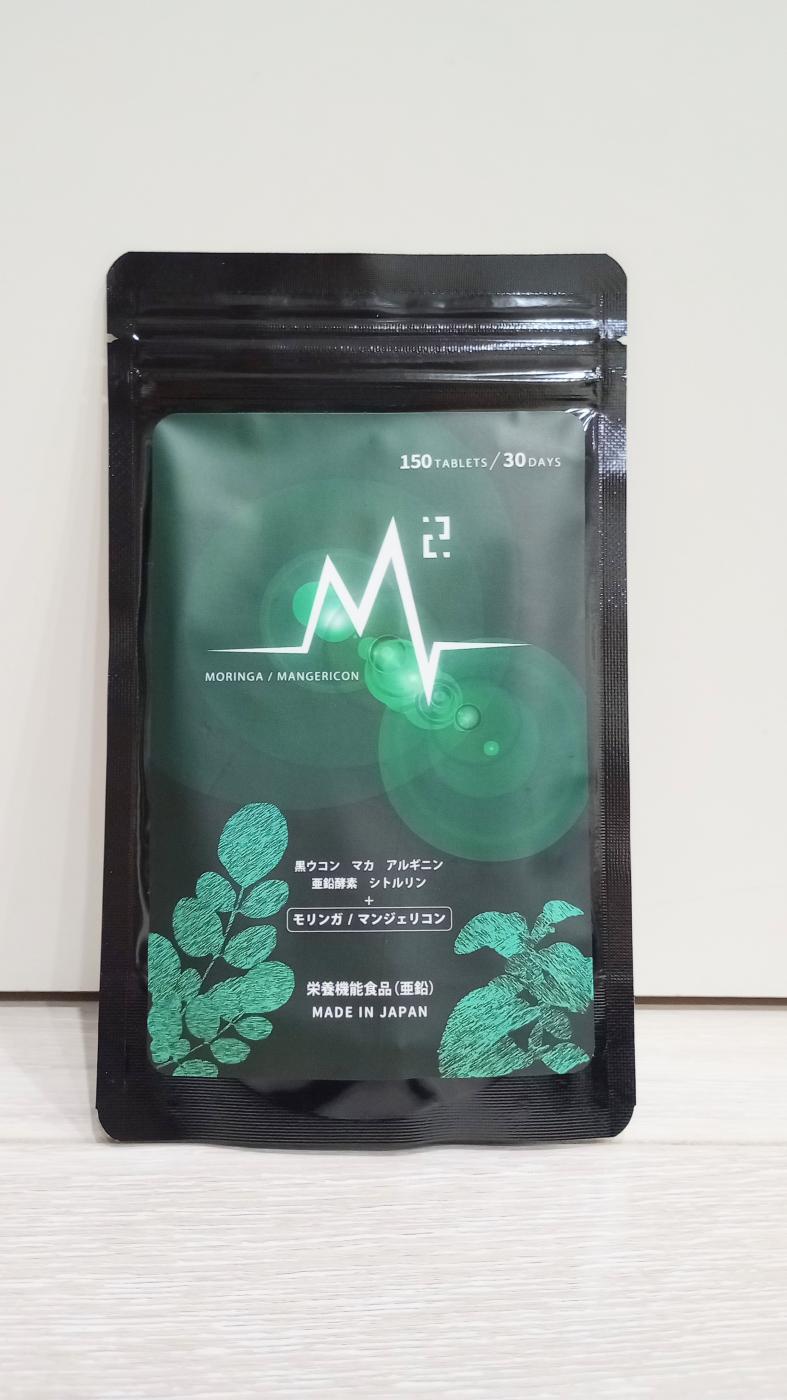 150 TABLETS / 30 DAYS
M2
MORINGA / MANGERICON
黒ウコン　マカ　アルギニン
亜鉛酵素　シトルリン
+
モリンガ / マンジェリコン
栄養機能食品(亜鉛)
MADE IN JAPAN